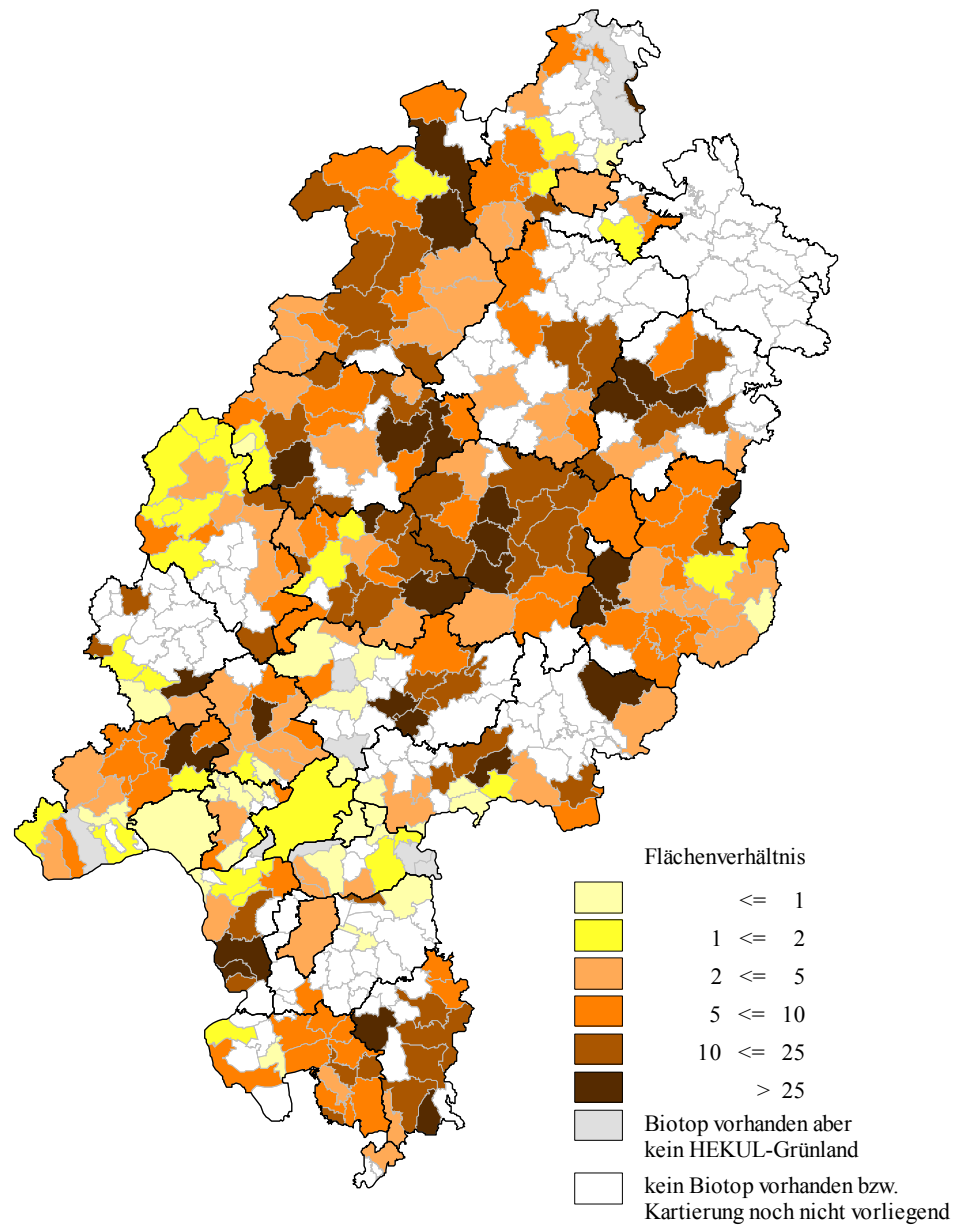 Flächenverhältnis
<= 1
1 <= 2
2 <= 5
5 <= 10
10 <= 25
> 25
Biotop vorhanden aber
kein HEKUL-Grünland
kein Biotop vorhanden bzw.
Kartierung noch nicht vorliegend